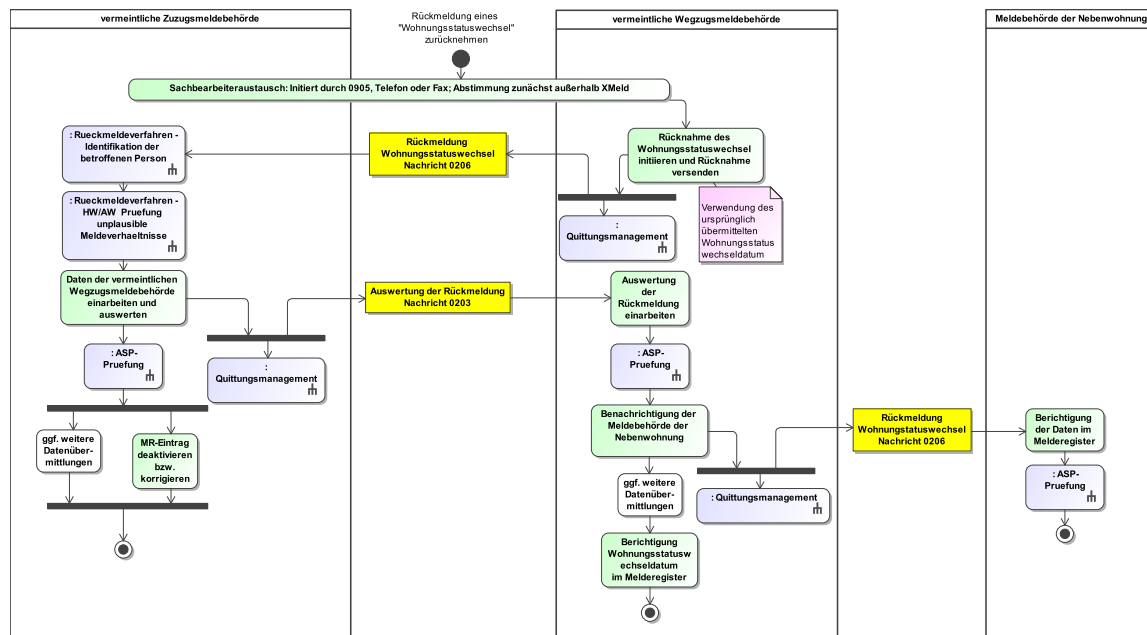 vermeintliche Zuzugsmeldebehörde
Rückmeldung eines
"Wohnungsstatuswechsel"
zurücknehmen
vermeintliche Wegzugsmeldebehörde
Meldebehörde der Nebenwohnung
Sachbearbeiteraustausch: Initiert durch 0905, Telefon oder Fax; Abstimmung zunächst außerhalb XMeld
: Rueckmeldeverfahren -
Identifikation der
betroffenen Person
Rückmeldung
Wohnungsstatuswechsel
Nachricht 0206
Rücknahme des
Wohnungsstatuswechsel
initiieren und Rücknahme
versenden
: Rueckmeldeverfahren -
HW/AW Pruefung
unplausible
Meldeverhaeltnisse
:
Quittungsmanagement
Verwendung des
ursprünglich
übermittelten
Wohnungsstatus
wechseldatum
Daten der vermeintlichen
Wegzugsmeldebehörde
einarbeiten und
auswerten
Auswertung der Rückmeldung
Nachricht 0203
Auswertung
der
Rückmeldung
einarbeiten
: ASP-
Pruefung
:
Quittungsmanagement
: ASP-
Pruefung
ggf. weitere
Datenüber-
mittlungen
MR-Eintrag
deaktivieren
bzw.
korrigieren
Benachrichtigung der
Meldebehörde der
Nebenwohnung
Rückmeldung
Wohnungstatuswechsel
Nachricht 0206
Berichtigung
der Daten im
Melderegister
ggf. weitere
Datenüber-
mittlungen
: Quittungsmanagement
: ASP-
Pruefung
Berichtigung
Wohnungsstatusw
echseldatum
im Melderegister